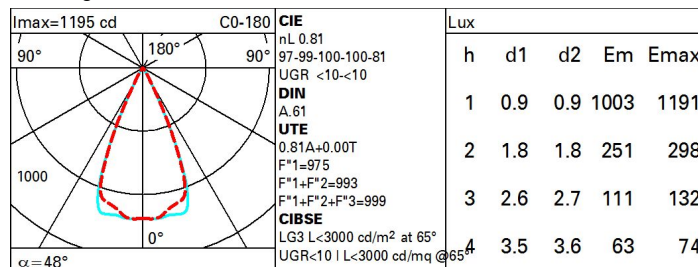 Imax=1195 cd C0-180
90° 180° 90°
1000
0°
α=48°
CIE
nL 0.81
97-99-100-100-81
UGR <10-<10
DIN
A.61
UTE
0.81A+0.00T
F"1=975
F"1+F"2=993
F"1+F"2+F"3=999
CIBSE
LG3 L<3000 cd/m² at 65°
UGR<10 | L<3000 cd/mq @65°
Lux
h d1 d2 Em Emax
1 0.9 0.9 1003 1191
2 1.8 1.8 251 298
3 2.6 2.7 111 132
4 3.5 3.6 63 74